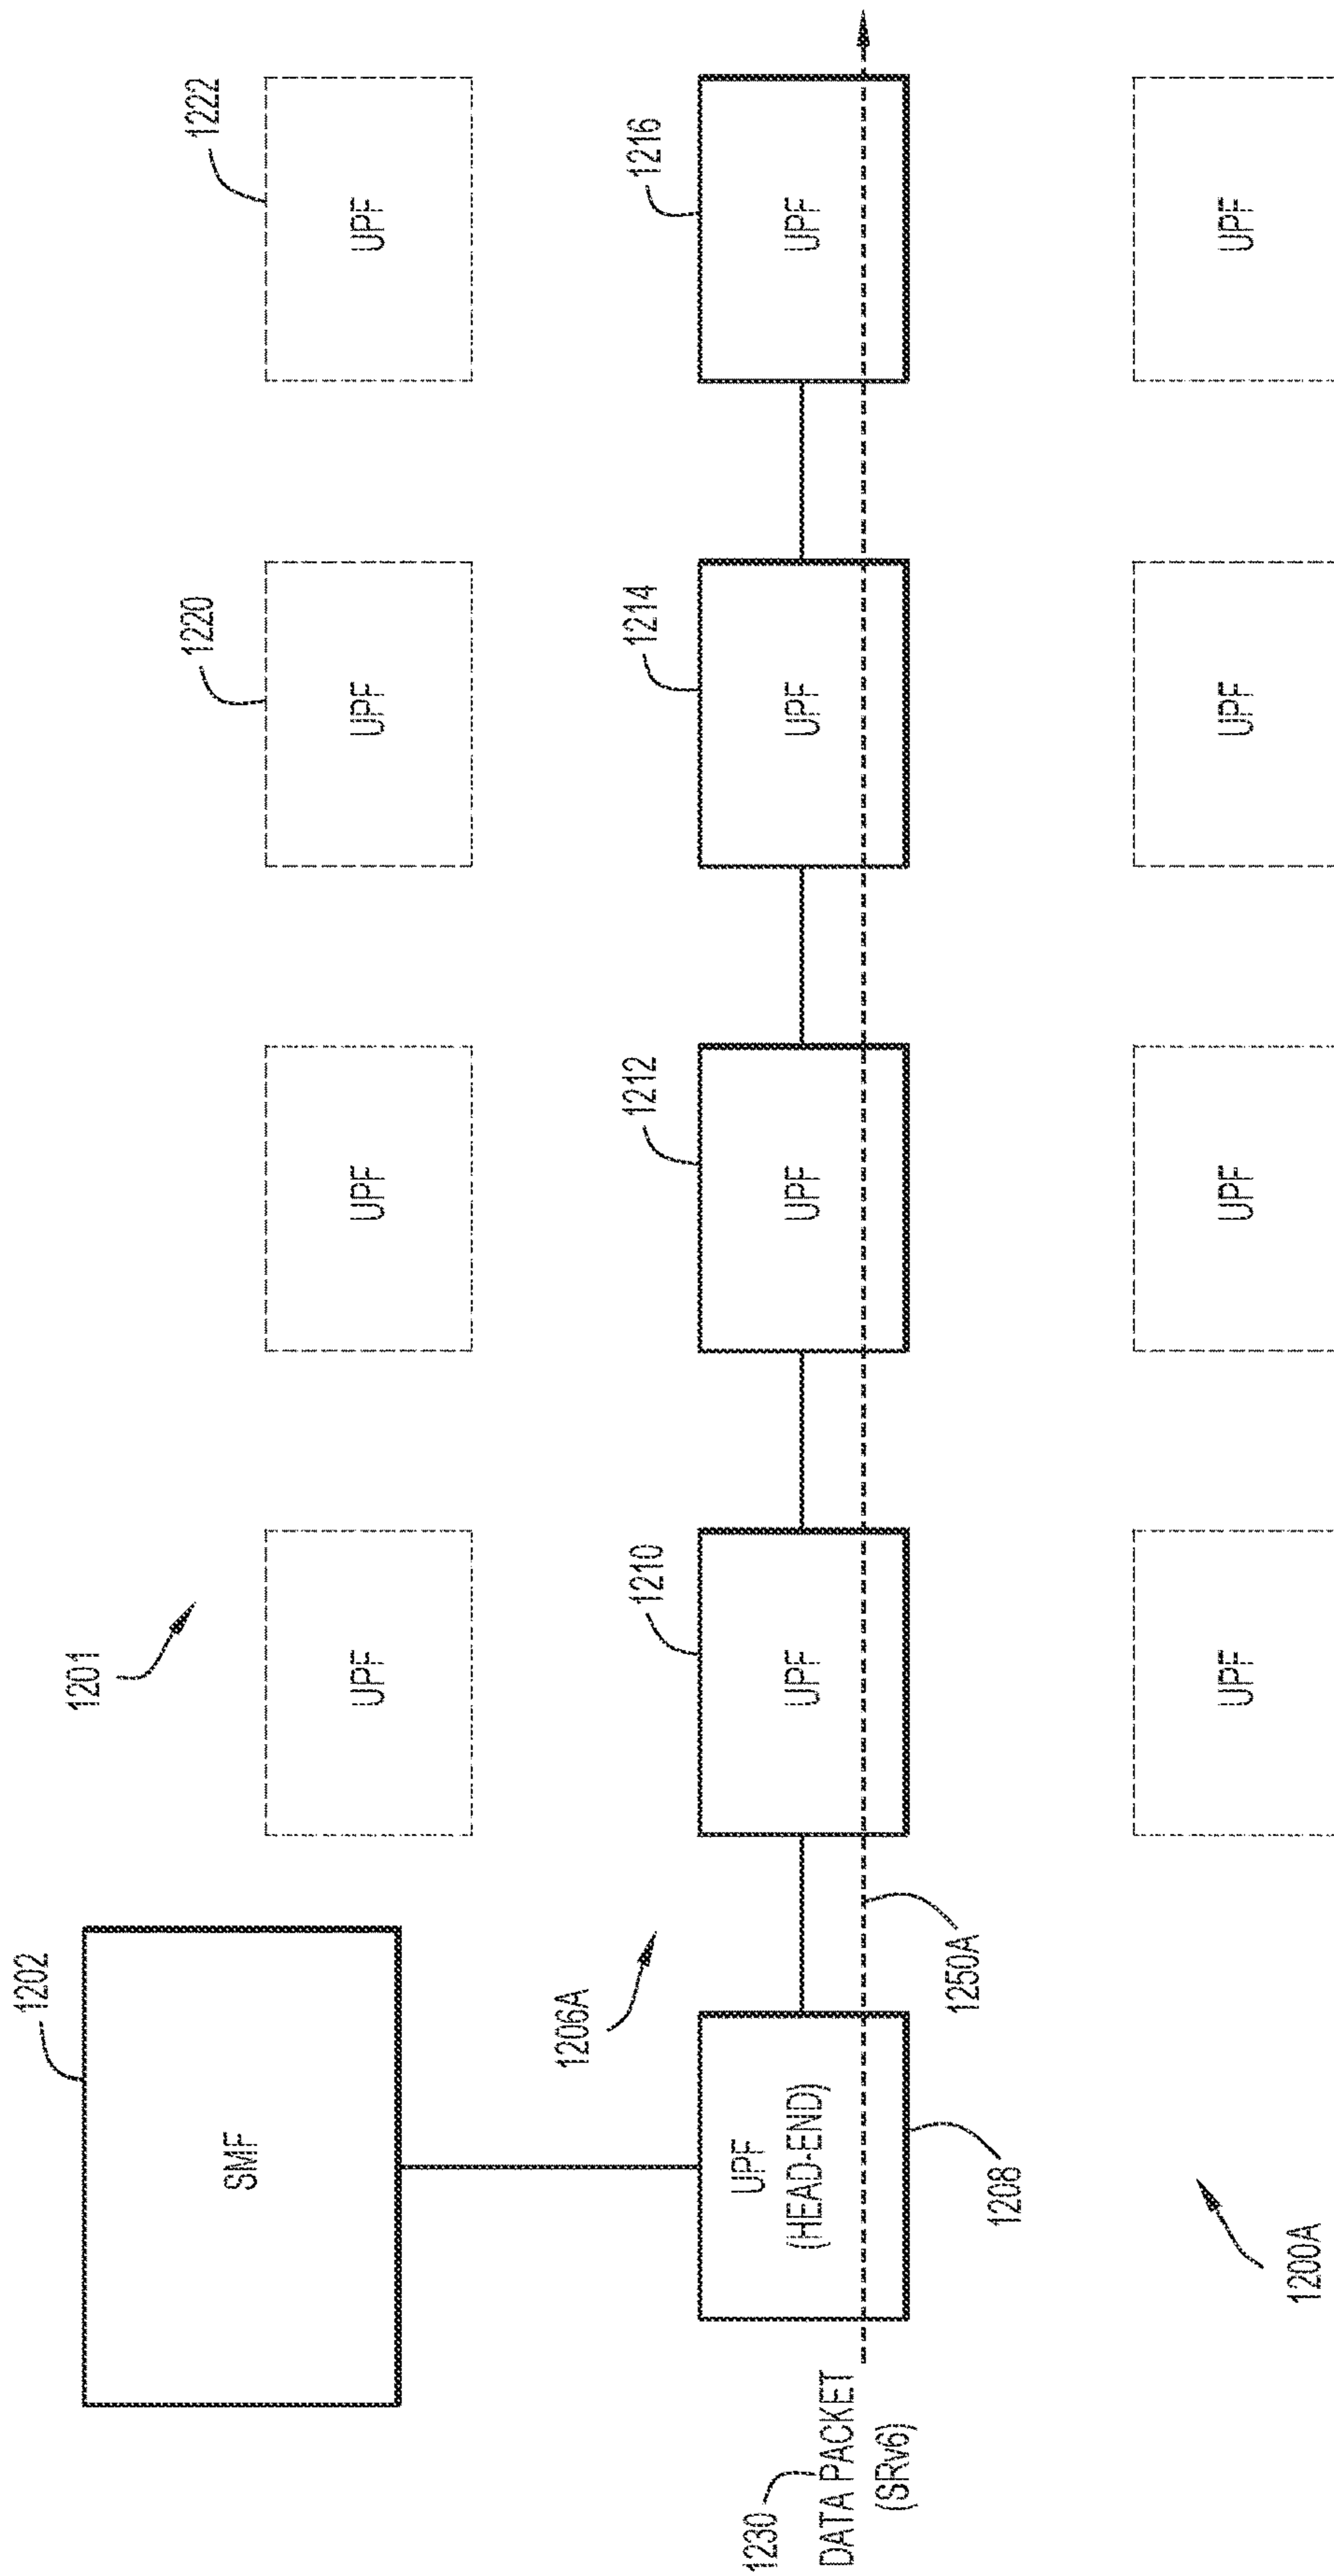 1202
SMF
1201
UPF
UPF
1220
UPF
1222
UPF
1206A
UPF
(HEAD-END)
1208
1210
UPF
1212
UPF
1214
UPF
1216
UPF
1230
DATA PACKET
(SRv6)
1250A
UPF
UPF
UPF
UPF
1200A